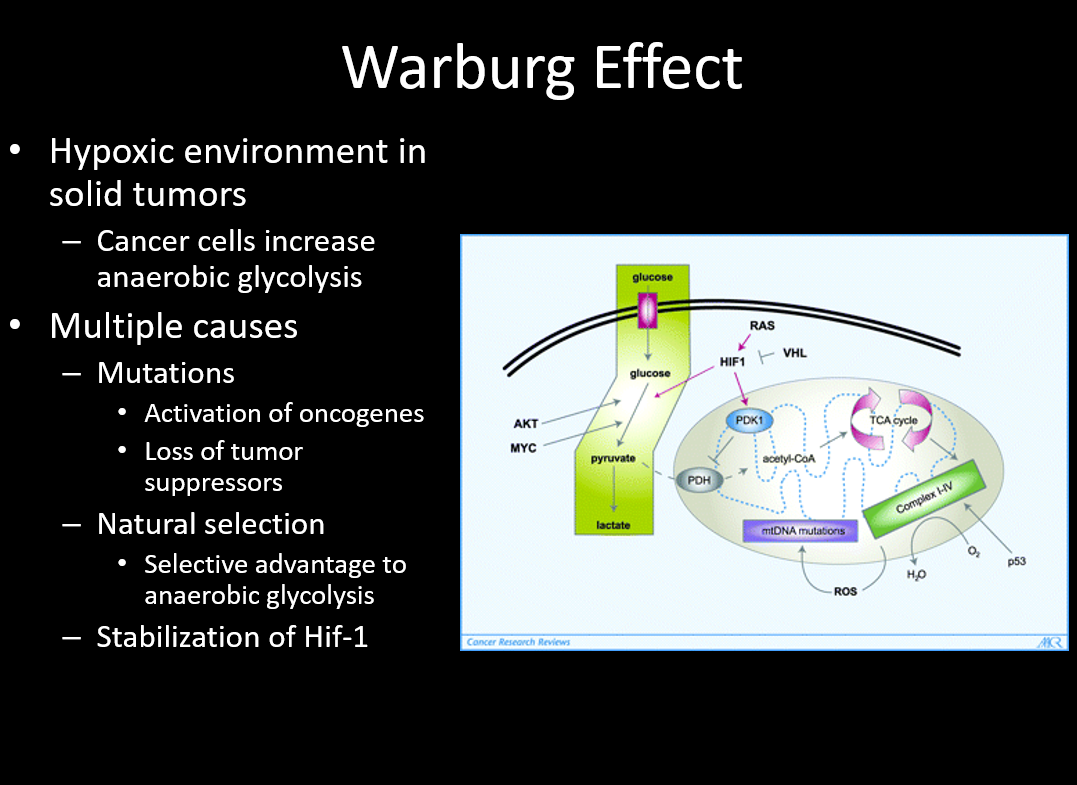 Warburg Effect
• Hypoxic environment in
solid tumors
– Cancer cells increase
anaerobic glycolysis
• Multiple causes
– Mutations
• Activation of oncogenes
• Loss of tumor
suppressors
– Natural selection
• Selective advantage to
anaerobic glycolysis
– Stabilization of Hif-1
glucose
RAS
HIF1
VHL
glucose
AKT
MYC
PDK1
TCA cycle
pyruvate
acetyl-CoA
PDH
Complex I-IV
lactate
mtDNA mutations
O₂
p53
H₂O
ROS
Cancer Research Reviews
AACR